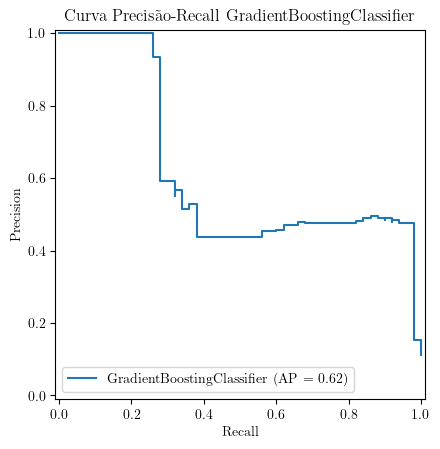 Curva Precisão-Recall GradientBoostingClassifier
1.0
0.8
0.6
0.4
0.2
0.0
Precision
GradientBoostingClassifier (AP = 0.62)
0.0 0.2 0.4 0.6 0.8 1.0
Recall